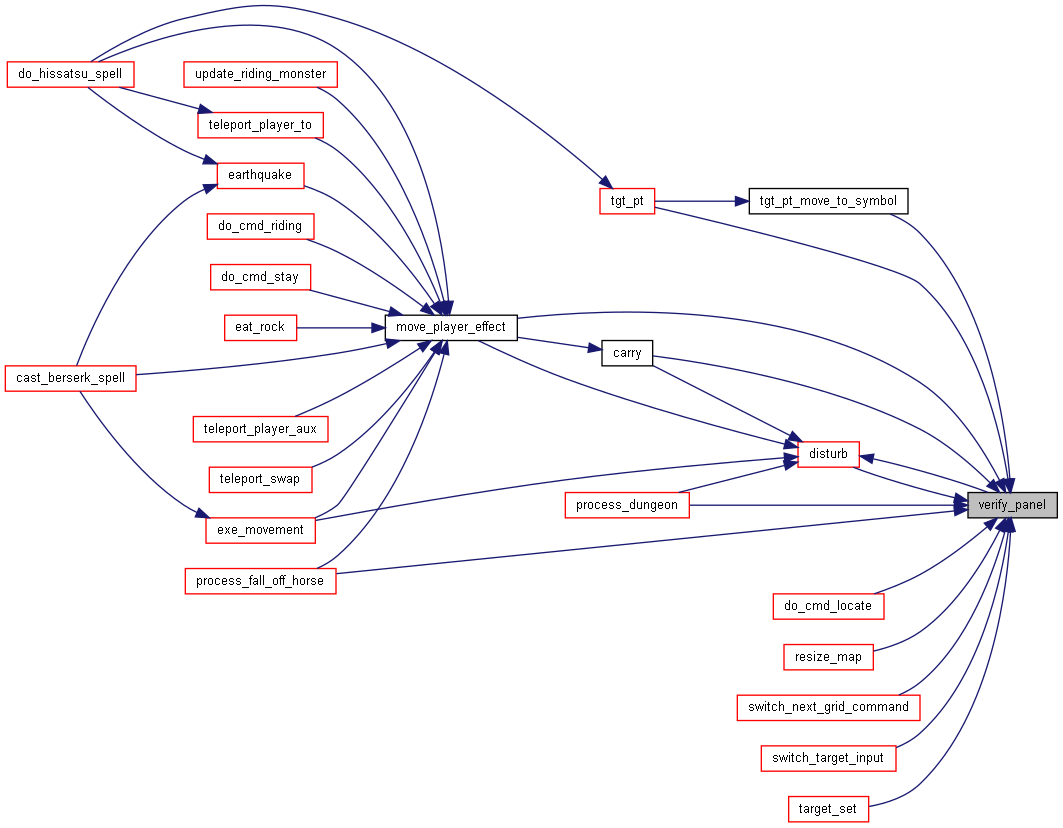 do_hissatsu_spell
update_riding_monster
teleport_player_to
earthquake
tgt_pt
tgt_pt_move_to_symbol
do_cmd_riding
do_cmd_stay
eat_rock
move_player_effect
carry
cast_berserk_spell
teleport_player_aux
disturb
teleport_swap
process_dungeon
verify_panel
exe_movement
process_fall_off_horse
do_cmd_locate
resize_map
switch_next_grid_command
switch_target_input
target_set